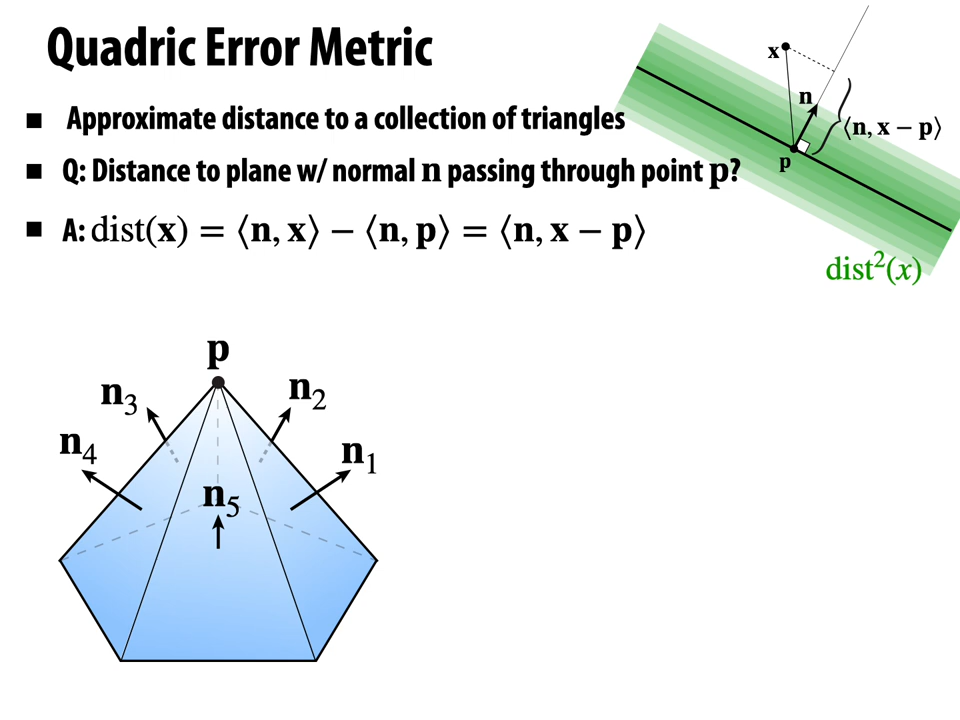 Quadric Error Metric
■ Approximate distance to a collection of triangles
■ Q: Distance to plane w/ normal n passing through point p?
■ A: dist(x) = ⟨n, x⟩ − ⟨n, p⟩ = ⟨n, x − p⟩
x
n
⟨n, x − p⟩
p
dist²(x)
p
n₃
n₂
n₄
n₁
n₅